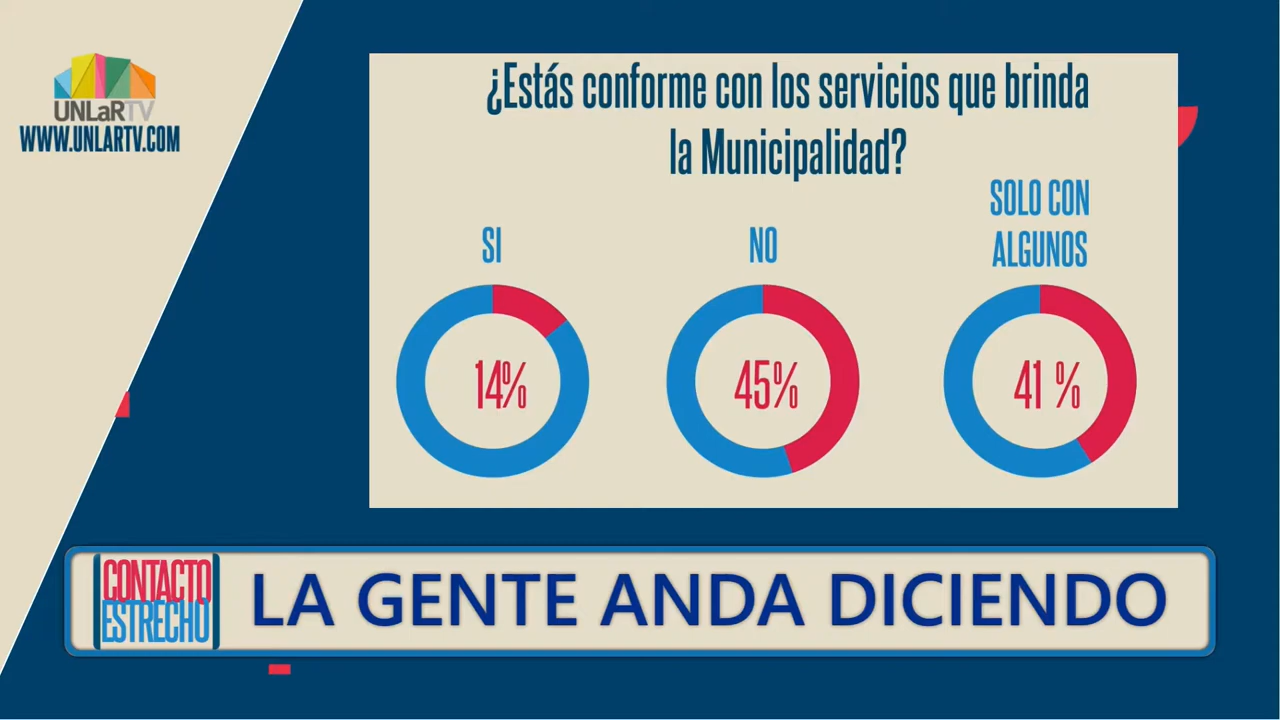 UNLaRTV
WWW.UNLARTV.COM
¿Estás conforme con los servicios que brinda
la Municipalidad?
SI
NO
SOLO CON
ALGUNOS
14%
45%
41 %
CONTACTO
ESTRECHO
LA GENTE ANDA DICIENDO